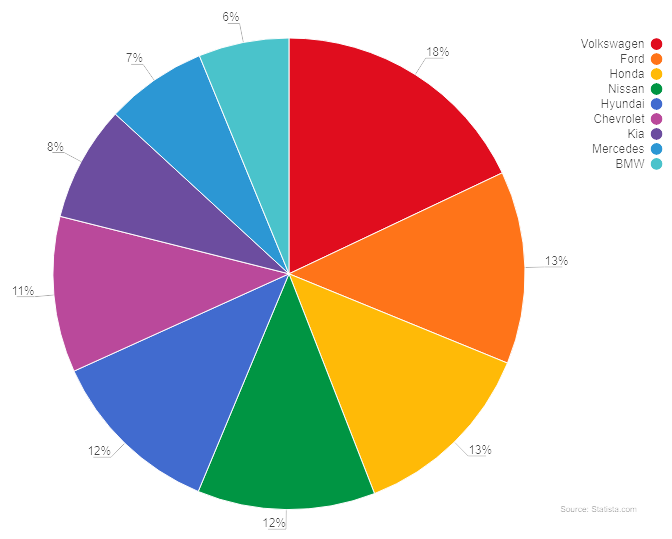 6%
18%
7%
8%
13%
11%
12%
13%
12%
Volkswagen
Ford
Honda
Nissan
Hyundai
Chevrolet
Kia
Mercedes
BMW
Source: Statista.com